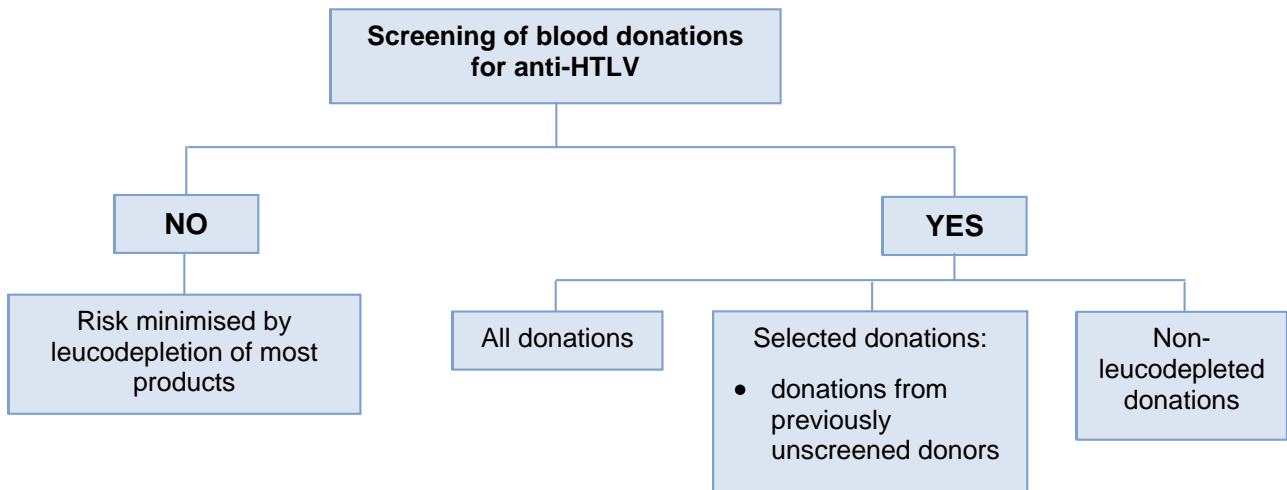 Screening of blood donations
for anti-HTLV
NO
YES
Risk minimised by
leucodepletion of most
products
All donations
Selected donations:
• donations from
previously
unscreened donors
Non-
leucodepleted
donations